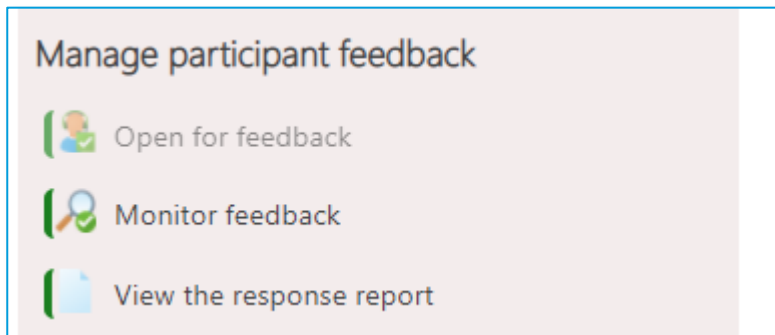 Manage participant feedback
Open for feedback
Monitor feedback
View the response report